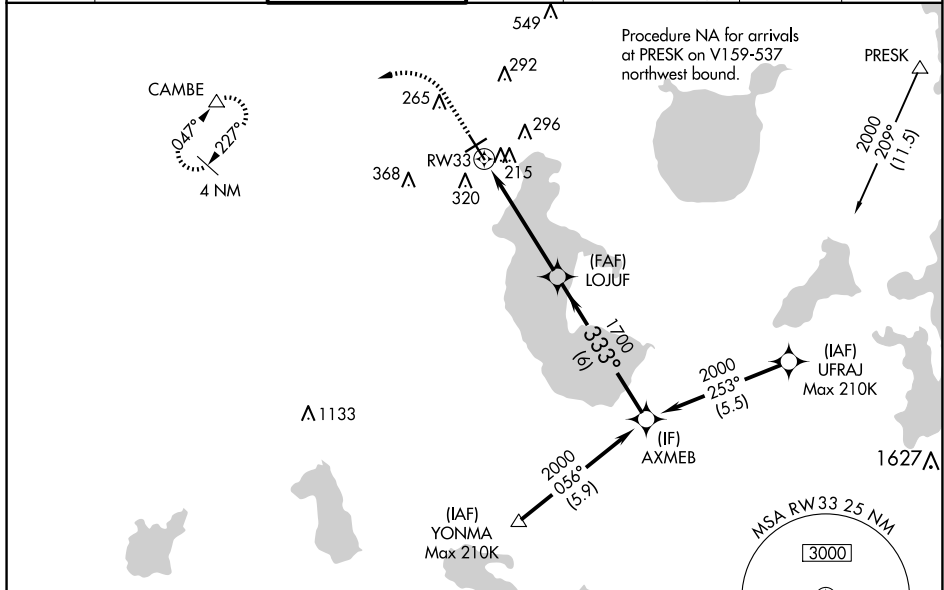 549
Procedure NA for arrivals
at PRESK on V159-537
northwest bound.
PRESK
292
CAMBE
265
047°
227°
296
2000
209°
(11.5)
RW33
215
368
320
4 NM
(FAF)
LOJUF
1700
333°
(6)
(IAF)
UFRAJ
Max 210K
2000
253°
(5.5)
1133
(IF)
AXMEB
1627
2000
056°
(5.9)
(IAF)
YONMA
Max 210K
MSA RW33 25 NM
3000